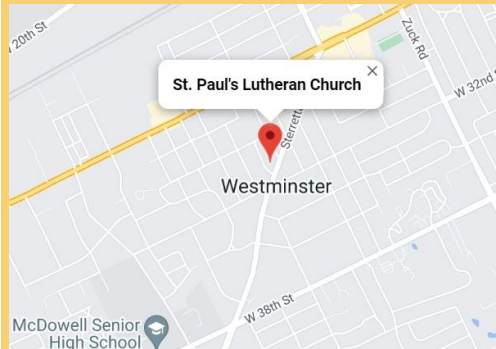 W 20th St
Zuck Rd
St. Paul's Lutheran Church
W 32nd S
Sterrett
Westminster
W 38th St
McDowell Senior
High School